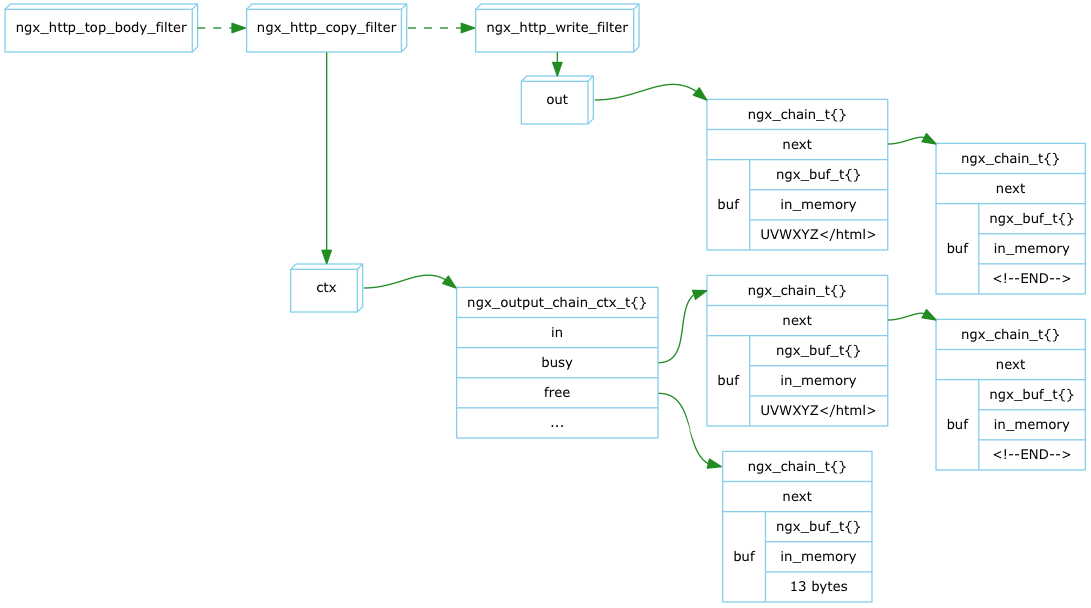 ngx_http_top_body_filter
ngx_http_copy_filter
ngx_http_write_filter
out
ngx_chain_t{}
next
buf
ngx_buf_t{}
in_memory
UVWXYZ</html>
ngx_chain_t{}
next
buf
ngx_buf_t{}
in_memory
<!--END-->
ctx
ngx_output_chain_ctx_t{}
in
busy
free
...
ngx_chain_t{}
next
buf
ngx_buf_t{}
in_memory
UVWXYZ</html>
ngx_chain_t{}
next
buf
ngx_buf_t{}
in_memory
<!--END-->
ngx_chain_t{}
next
buf
ngx_buf_t{}
in_memory
13 bytes